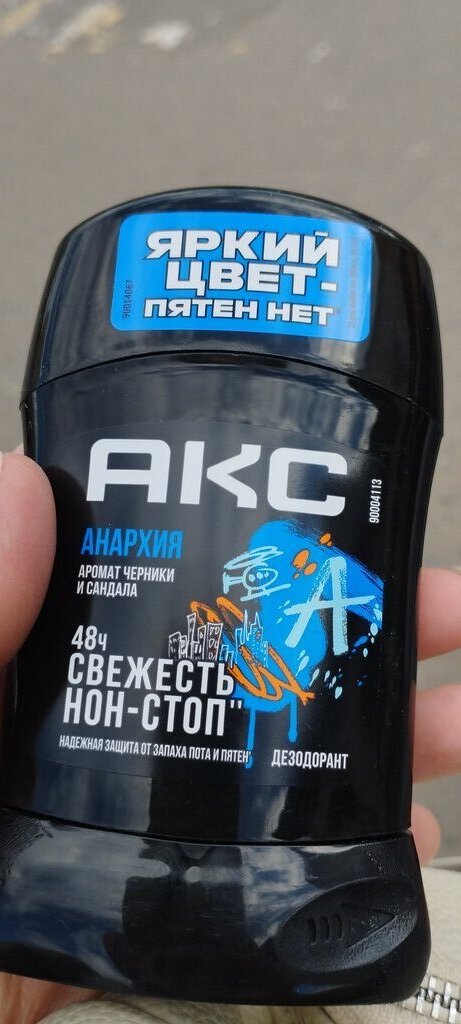 ЯРКИЙ
ЦВЕТ-
ПЯТЕН НЕТ
90014067
АКС
90004113
АНАРХИЯ
АРОМАТ ЧЕРНИКИ
И САНДАЛА
A
48Ч
СВЕЖЕСТЬ
НОН-СТОП"
НАДЕЖНАЯ ЗАЩИТА ОТ ЗАПАХА ПОТА И ПЯТЕН'
ДЕЗОДОРАНТ